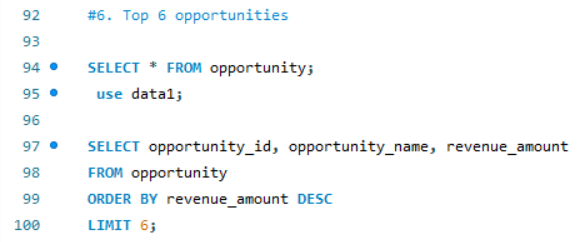 92 #6. Top 6 opportunities
93
94 SELECT * FROM opportunity;
95 use data1;
96
97 SELECT opportunity_id, opportunity_name, revenue_amount
98 FROM opportunity
99 ORDER BY revenue_amount DESC
100 LIMIT 6;